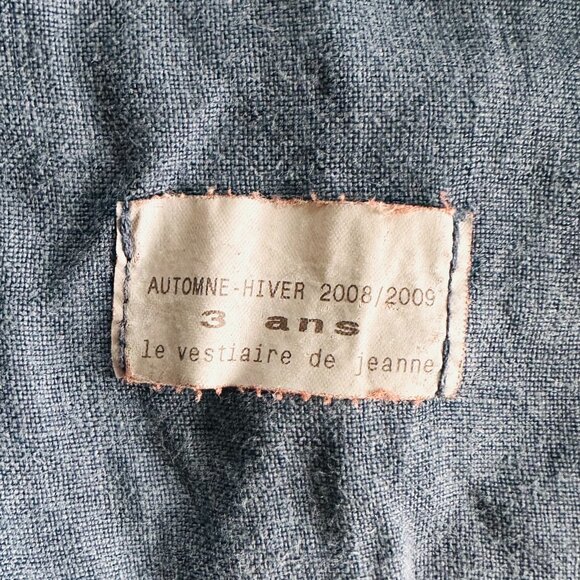 AUTOMNE-HIVER 2008/2009
3 ans
le vestiaire de jeanne